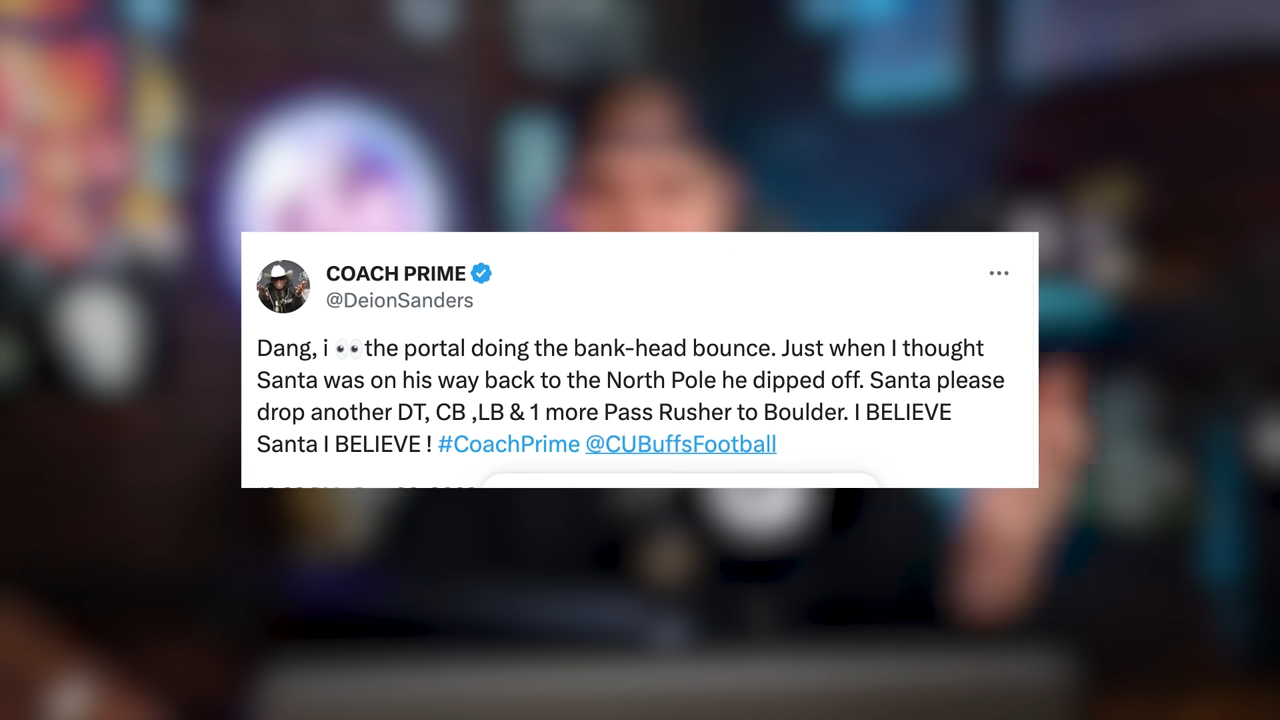 COACH PRIME
@DeionSanders
Dang, i 👀the portal doing the bank-head bounce. Just when I thought
Santa was on his way back to the North Pole he dipped off. Santa please
drop another DT, CB ,LB & 1 more Pass Rusher to Boulder. I BELIEVE
Santa I BELIEVE ! #CoachPrime @CUBuffsFootball